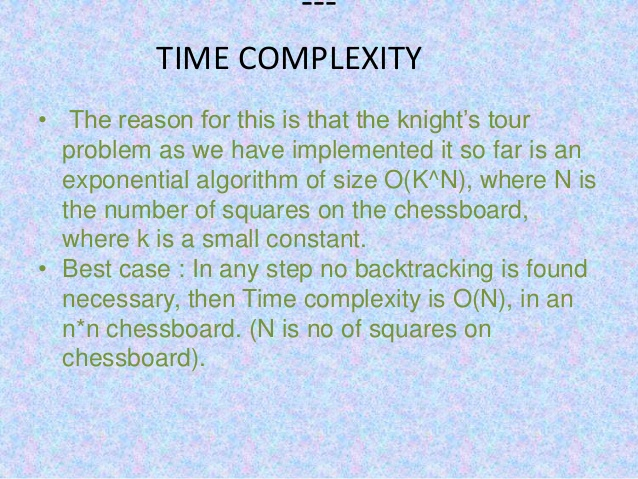 ---
TIME COMPLEXITY
• The reason for this is that the knight’s tour
problem as we have implemented it so far is an
exponential algorithm of size O(K^N), where N is
the number of squares on the chessboard,
where k is a small constant.
• Best case : In any step no backtracking is found
necessary, then Time complexity is O(N), in an
n*n chessboard. (N is no of squares on
chessboard).